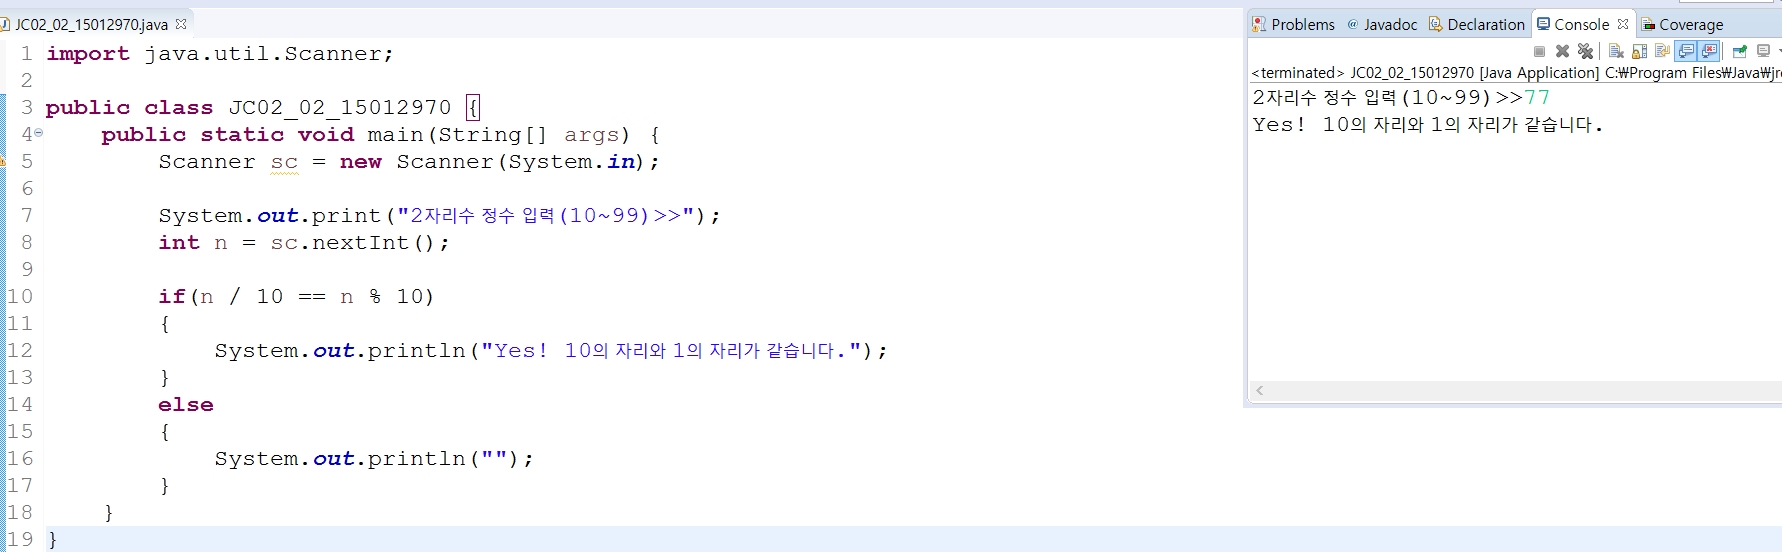 JC02_02_15012970.java
1 import java.util.Scanner;
2
3 public class JC02_02_15012970 {
4 public static void main(String[] args) {
5 Scanner sc = new Scanner(System.in);
6
7 System.out.print("2자리수 정수 입력(10~99)>>");
8 int n = sc.nextInt();
9
10 if(n / 10 == n % 10)
11 {
12 System.out.println("Yes! 10의 자리와 1의 자리가 같습니다.");
13 }
14 else
15 {
16 System.out.println("");
17 }
18 }
19 }
Problems @ Javadoc Declaration Console Coverage
<terminated> JC02_02_15012970 [Java Application] C:₩Program Files₩Java₩jr
2자리수 정수 입력(10~99)>>77
Yes! 10의 자리와 1의 자리가 같습니다.